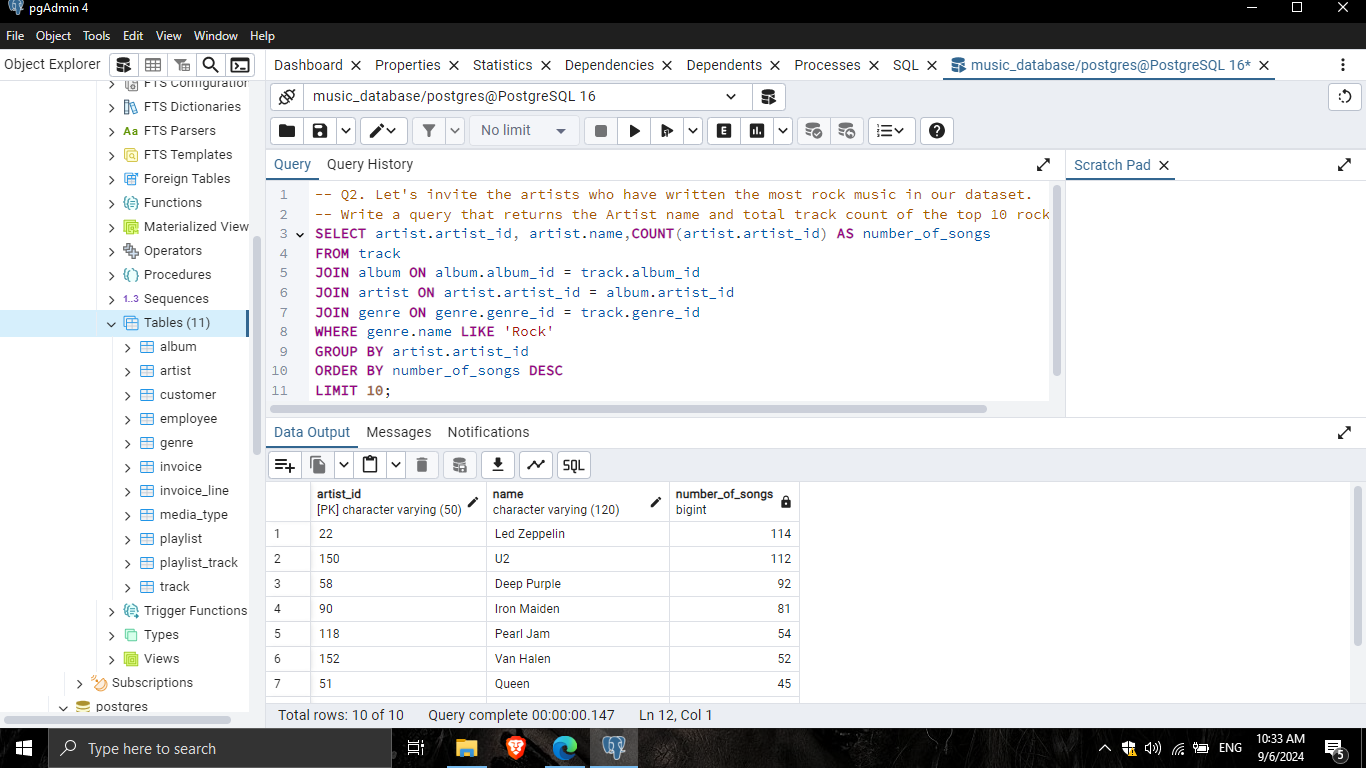 pgAdmin 4
File Object Tools Edit View Window Help
Object Explorer
Dashboard Properties Statistics Dependencies Dependents Processes SQL music_database/postgres@PostgreSQL 16*
FTS Configuration
FTS Dictionaries
Aa FTS Parsers
FTS Templates
Foreign Tables
Functions
Materialized View
Operators
Procedures
1..3 Sequences
Tables (11)
album
artist
customer
employee
genre
invoice
invoice_line
media_type
playlist
playlist_track
track
Trigger Functions
Types
Views
Subscriptions
postgres
music_database/postgres@PostgreSQL 16
No limit
E
Query Query History
Scratch Pad
1 -- Q2. Let's invite the artists who have written the most rock music in our dataset.
2 -- Write a query that returns the Artist name and total track count of the top 10 rock
3 SELECT artist.artist_id, artist.name,COUNT(artist.artist_id) AS number_of_songs
4 FROM track
5 JOIN album ON album.album_id = track.album_id
6 JOIN artist ON artist.artist_id = album.artist_id
7 JOIN genre ON genre.genre_id = track.genre_id
8 WHERE genre.name LIKE 'Rock'
9 GROUP BY artist.artist_id
10 ORDER BY number_of_songs DESC
11 LIMIT 10;
Data Output Messages Notifications
SQL
artist_id name number_of_songs
[PK] character varying (50) character varying (120) bigint
1 22 Led Zeppelin 114
2 150 U2 112
3 58 Deep Purple 92
4 90 Iron Maiden 81
5 118 Pearl Jam 54
6 152 Van Halen 52
7 51 Queen 45
Total rows: 10 of 10 Query complete 00:00:00.147 Ln 12, Col 1
Type here to search
ENG
10:33 AM
9/6/2024
5